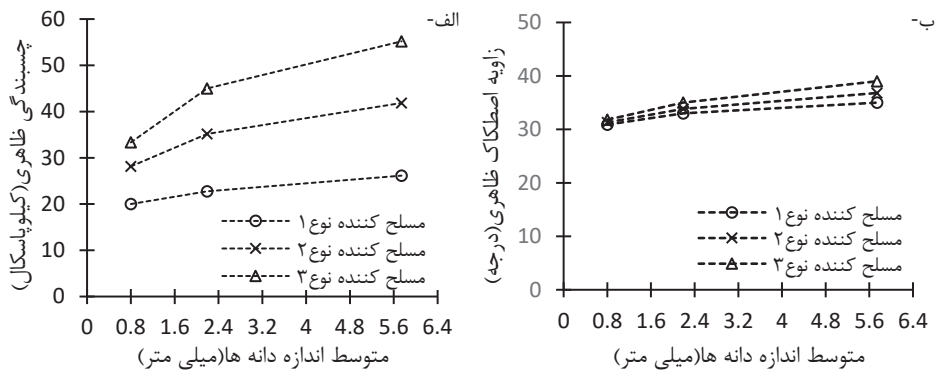 الف-
چسبندگی ظاهری(کیلوپاسکال)
60
50
40
30
20
10
0
مسلح کننده نوع۱
مسلح کننده نوع۲
مسلح کننده نوع۳
0 0.8 1.6 2.4 3.2 4 4.8 5.6 6.4
متوسط اندازه دانه ها(میلی متر)
ب-
زاویه اصطکاک ظاهری(درجه)
50
40
30
20
10
0
مسلح کننده نوع۱
مسلح کننده نوع۲
مسلح کننده نوع۳
0 0.8 1.6 2.4 3.2 4 4.8 5.6 6.4
متوسط اندازه دانه ها(میلی متر)